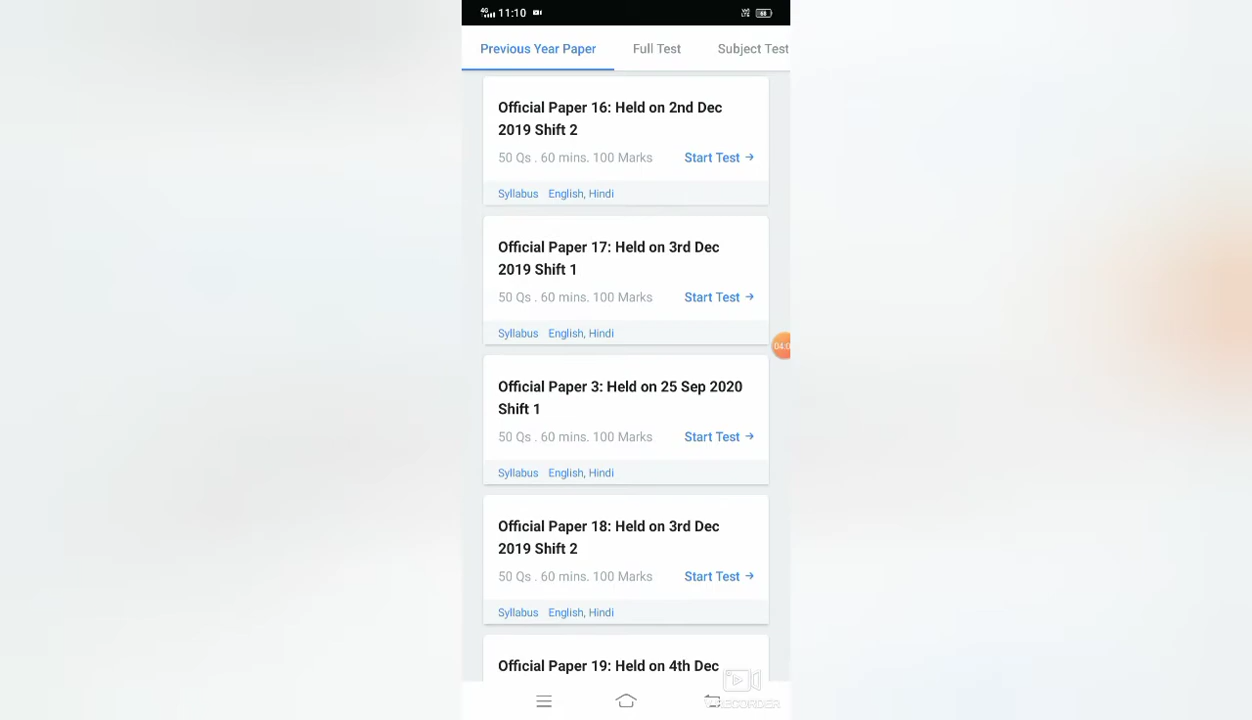 4G 11:10 68
Previous Year Paper Full Test Subject Test
Official Paper 16: Held on 2nd Dec
2019 Shift 2
50 Qs . 60 mins. 100 Marks Start Test →
Syllabus English, Hindi
Official Paper 17: Held on 3rd Dec
2019 Shift 1
50 Qs . 60 mins. 100 Marks Start Test →
Syllabus English, Hindi
04:0
Official Paper 3: Held on 25 Sep 2020
Shift 1
50 Qs . 60 mins. 100 Marks Start Test →
Syllabus English, Hindi
Official Paper 18: Held on 3rd Dec
2019 Shift 2
50 Qs . 60 mins. 100 Marks Start Test →
Syllabus English, Hindi
Official Paper 19: Held on 4th Dec